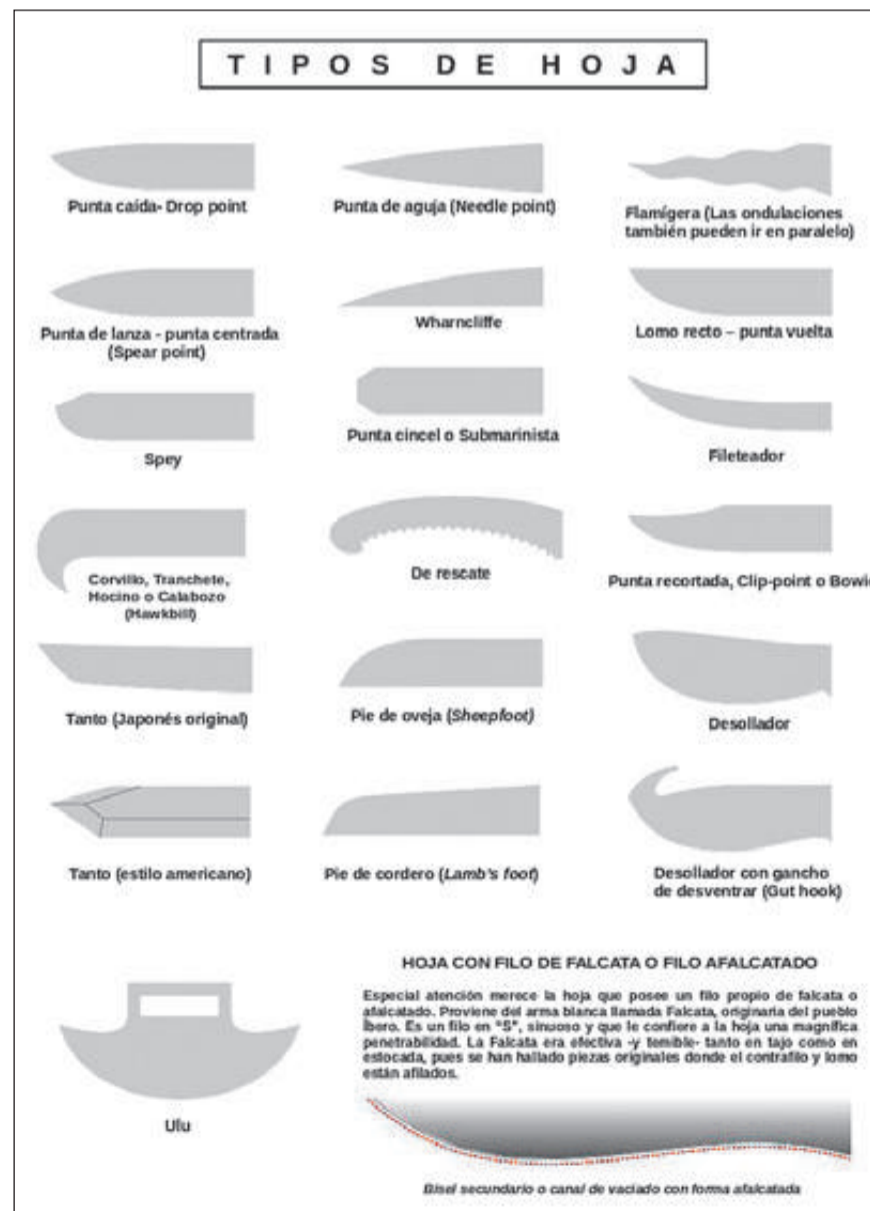 TIPOS DE HOJA
Punta caída- Drop point
Punta de aguja (Needle point)
Flamígera (Las ondulaciones
también pueden ir en paralelo)
Punta de lanza - punta centrada
(Spear point)
Wharncliffe
Lomo recto – punta vuelta
Spey
Punta cincel o Submarinista
Fileteador
Corvillo, Tranchete,
Hocino o Calabozo
(Hawkbill)
De rescate
Punta recortada, Clip-point o Bowie
Tanto (Japonés original)
Pie de oveja (Sheepfoot)
Desollador
Tanto (estilo americano)
Pie de cordero (Lamb's foot)
Desollador con gancho
de desventrar (Gut hook)
Ulu
HOJA CON FILO DE FALCATA O FILO AFALCATADO
Especial atención merece la hoja que posee un filo propio de falcata o
afalcatado. Proviene del arma blanca llamada Falcata, originaria del pueblo
Íbero. Es un filo en "S", sinuoso y que le confiere a la hoja una magnífica
penetrabilidad. La Falcata era efectiva -y temible- tanto en tajo como en
estocada, pues se han hallado piezas originales donde el contrafilo y lomo
están afilados.
Bisel secundario o canal de vaciado con forma afalcatada